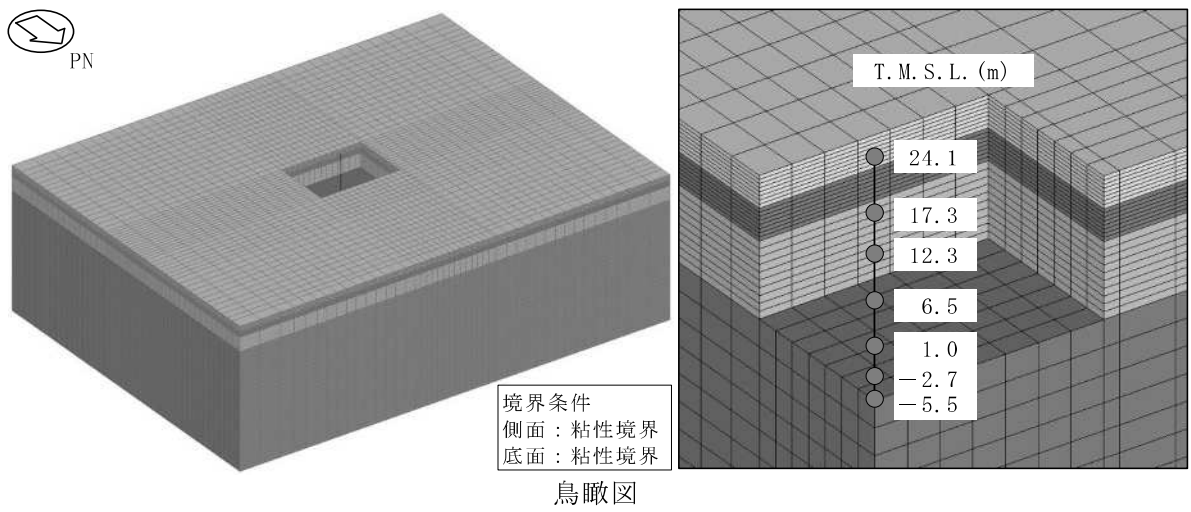 PN
T.M.S.L.(m)
24.1
17.3
12.3
6.5
1.0
－2.7
－5.5
境界条件
側面：粘性境界
底面：粘性境界
鳥瞰図